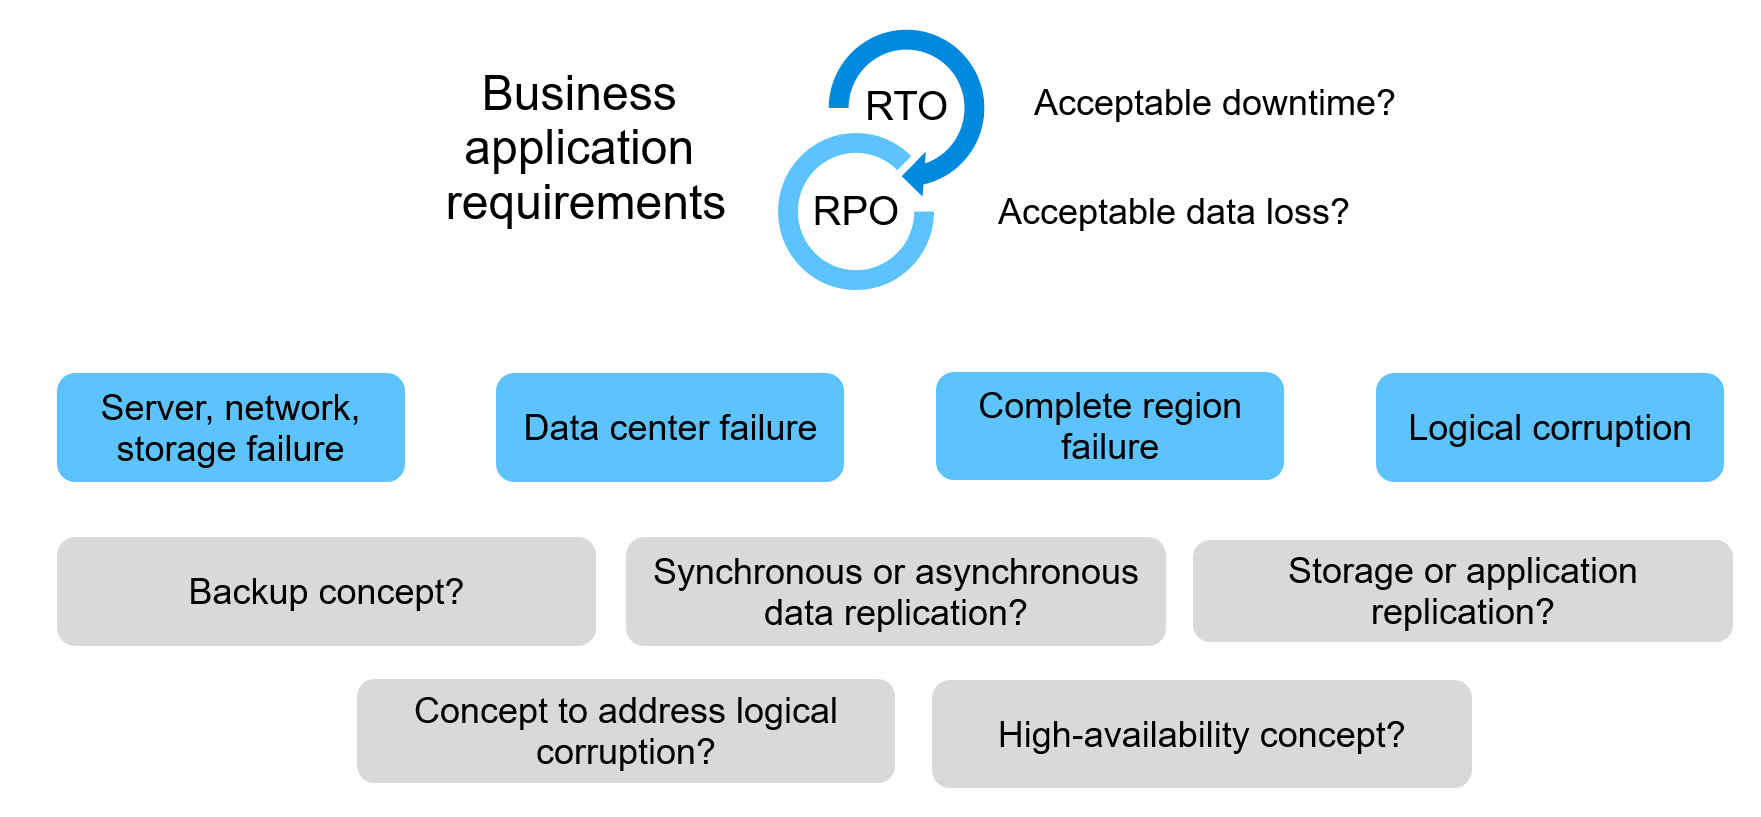 Business
application
requirements
RTO
Acceptable downtime?
RPO
Acceptable data loss?
Server, network,
storage failure
Data center failure
Complete region
failure
Logical corruption
Backup concept?
Synchronous or asynchronous
data replication?
Storage or application
replication?
Concept to address logical
corruption?
High-availability concept?